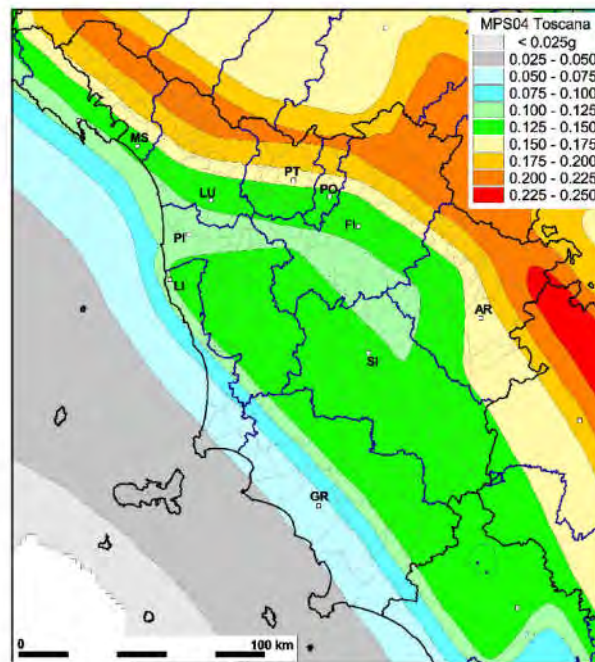 MPS04 Toscana
< 0.025g
0.025 - 0.050
0.050 - 0.075
0.075 - 0.100
0.100 - 0.125
0.125 - 0.150
0.150 - 0.175
0.175 - 0.200
0.200 - 0.225
0.225 - 0.250
MS
PT
LU
PO
FI
PI
LI
AR
SI
GR
0
100 km